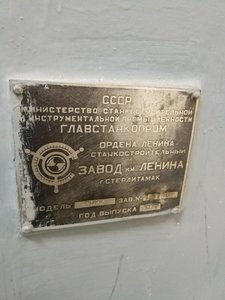 СССР
МИНИСТЕРСТВО СТАНКОСТРОИТЕЛЬНОЙ
И ИНСТРУМЕНТАЛЬНОЙ ПРОМЫШЛЕННОСТИ
ГЛАВСТАНКОПРОМ
ОРДЕНА ЛЕНИНА
СТАНКОСТРОИТЕЛЬНЫЙ
ЗАВОД ИМ. ЛЕНИНА
Г. СТЕРЛИТАМАК
МОДЕЛЬ ЗАВ.№
ГОД ВЫПУСКА